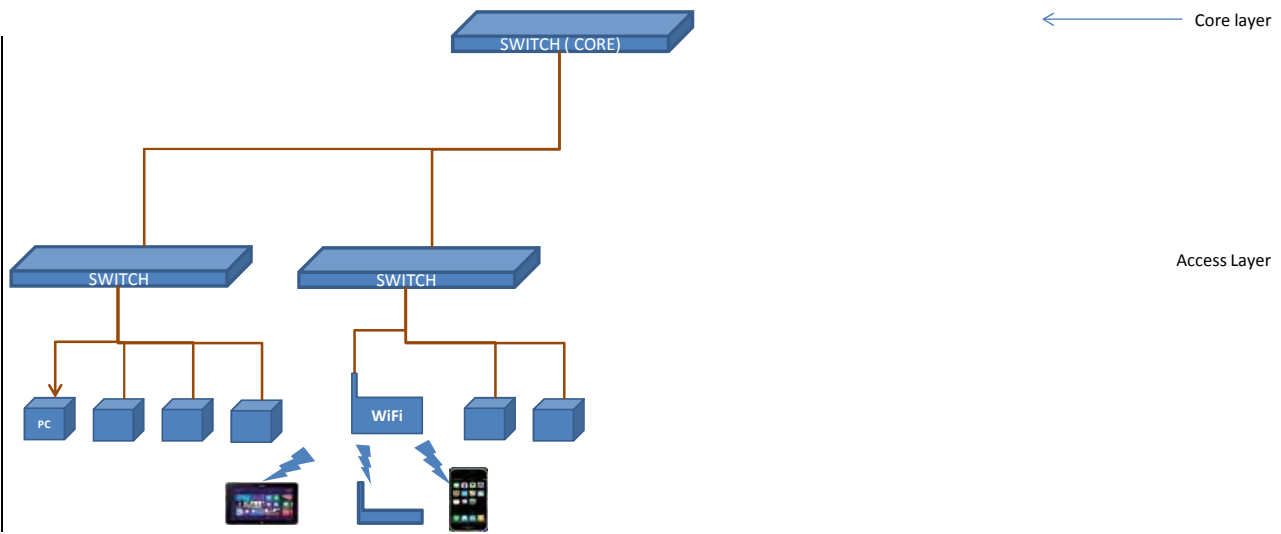 Core layer
SWITCH ( CORE)
SWITCH
SWITCH
Access Layer
PC
WiFi